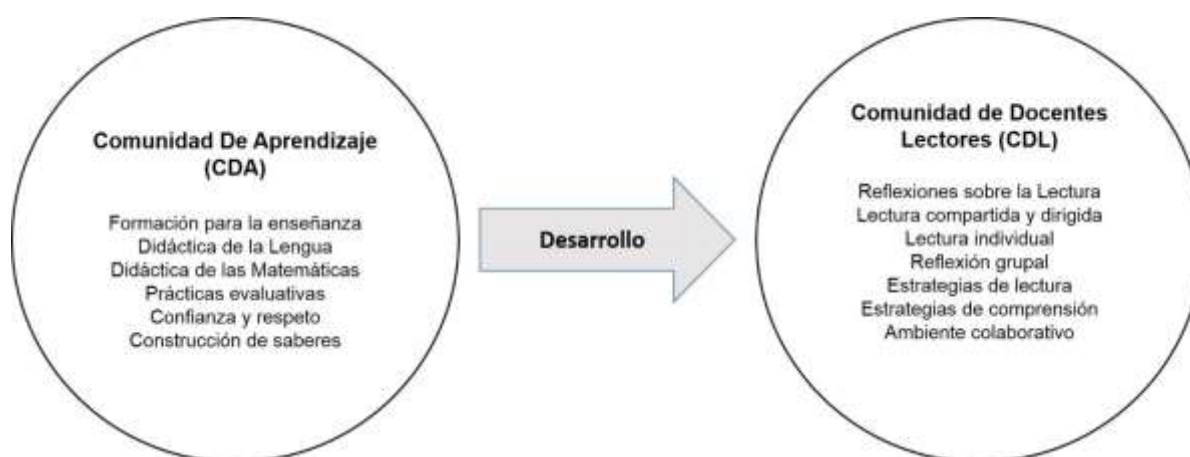 Comunidad De Aprendizaje
(CDA)
Formación para la enseñanza
Didáctica de la Lengua
Didáctica de las Matemáticas
Prácticas evaluativas
Confianza y respeto
Construcción de saberes
Desarrollo
Comunidad de Docentes
Lectores (CDL)
Reflexiones sobre la Lectura
Lectura compartida y dirigida
Lectura individual
Reflexión grupal
Estrategias de lectura
Estrategias de comprensión
Ambiente colaborativo